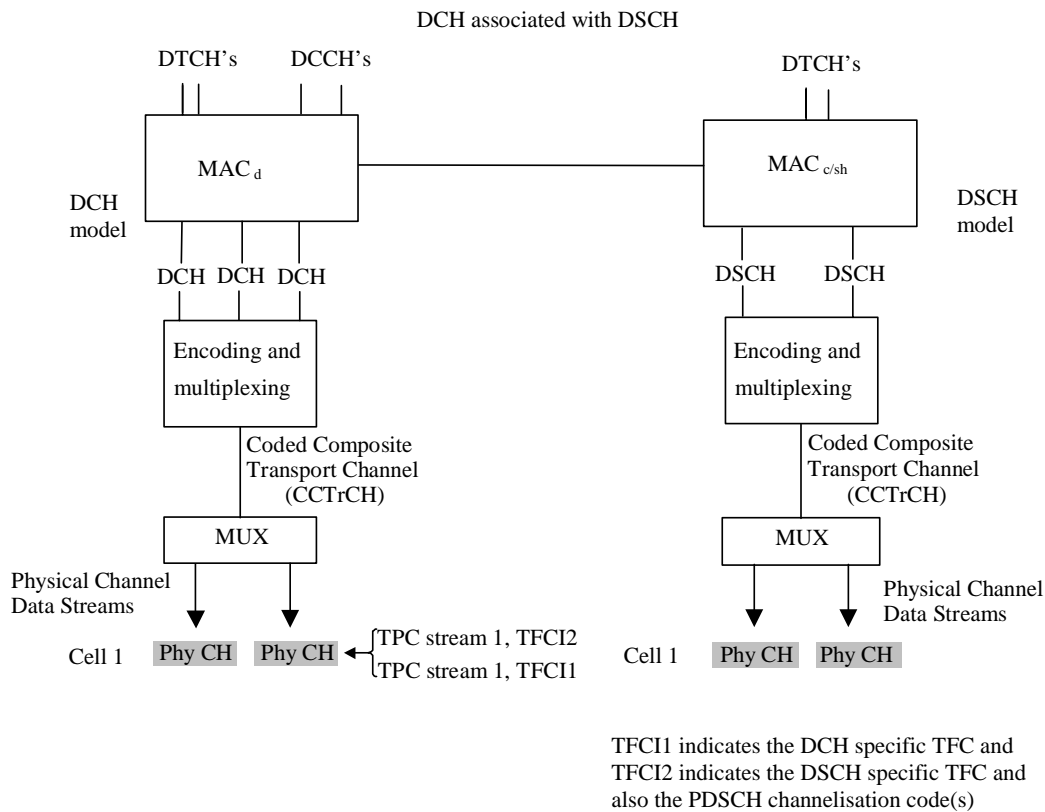 DCH associated with DSCH
DTCH's
DCCH's
DTCH's
MAC d
MAC c/sh
DCH
model
DSCH
model
DCH
DCH
DCH
DSCH
DSCH
Encoding and
multiplexing
Encoding and
multiplexing
Coded Composite
Transport Channel
(CCTrCH)
Coded Composite
Transport Channel
(CCTrCH)
MUX
MUX
Physical Channel
Data Streams
Physical Channel
Data Streams
Cell 1
Phy CH
Phy CH
TPC stream 1, TFCI2
TPC stream 1, TFCI1
Cell 1
Phy CH
Phy CH
TFCI1 indicates the DCH specific TFC and
TFCI2 indicates the DSCH specific TFC and
also the PDSCH channelisation code(s)